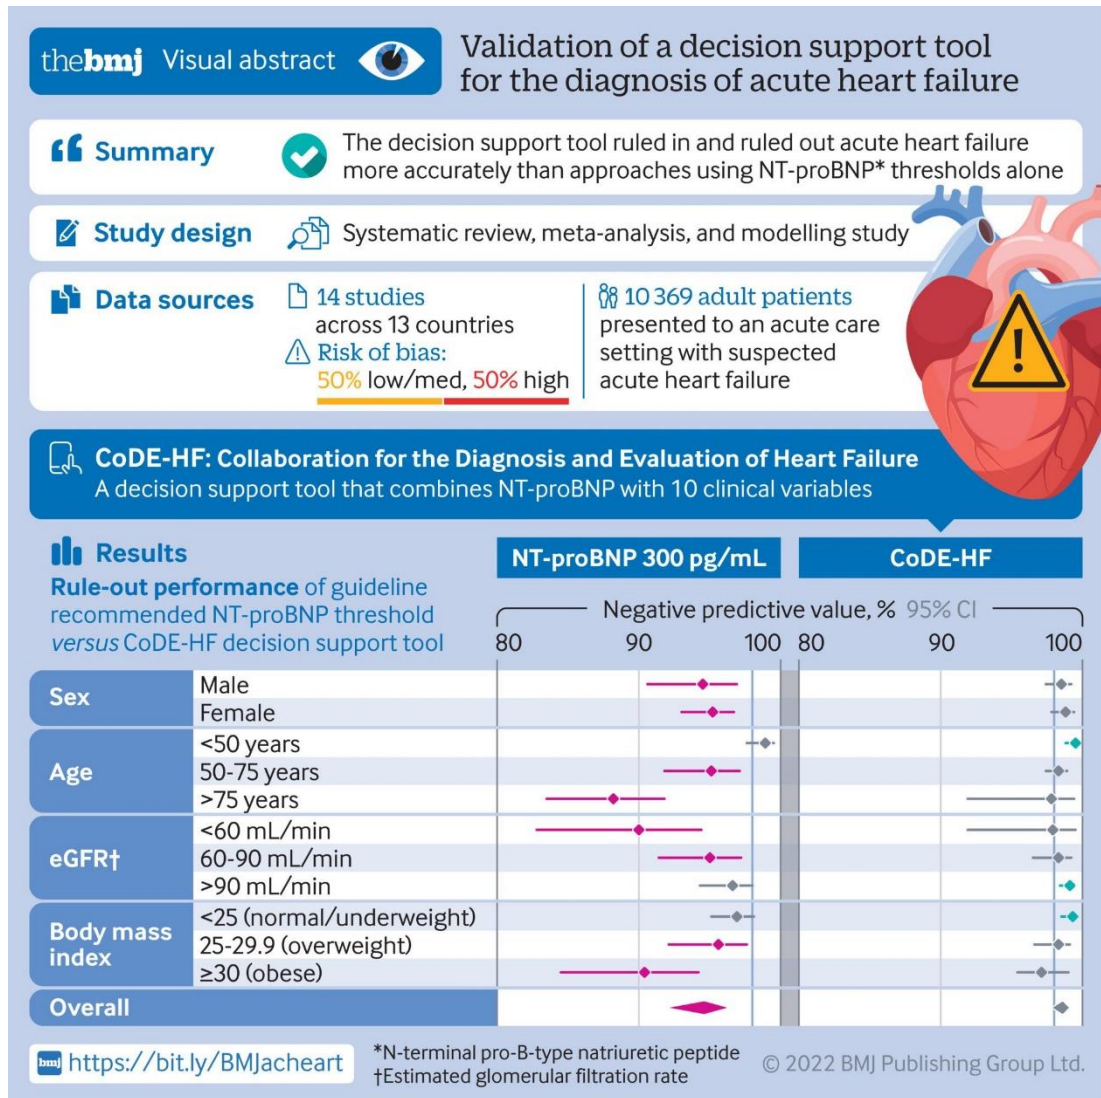 thebmj Visual abstract
Validation of a decision support tool
for the diagnosis of acute heart failure
Summary
The decision support tool ruled in and ruled out acute heart failure
more accurately than approaches using NT-proBNP* thresholds alone
Study design
Systematic review, meta-analysis, and modelling study
Data sources
14 studies
across 13 countries
Risk of bias:
50% low/med, 50% high
10 369 adult patients
presented to an acute care
setting with suspected
acute heart failure
!
CoDE-HF: Collaboration for the Diagnosis and Evaluation of Heart Failure
A decision support tool that combines NT-proBNP with 10 clinical variables
Results
Rule-out performance of guideline
recommended NT-proBNP threshold
versus CoDE-HF decision support tool
NT-proBNP 300 pg/mL
CoDE-HF
Negative predictive value, % 95% CI
80 90 100 80 90 100
Sex
Male
Female
Age
<50 years
50-75 years
>75 years
eGFR†
<60 mL/min
60-90 mL/min
>90 mL/min
Body mass
index
<25 (normal/underweight)
25-29.9 (overweight)
≥30 (obese)
Overall
bmj https://bit.ly/BMJacheart
*N-terminal pro-B-type natriuretic peptide
†Estimated glomerular filtration rate
© 2022 BMJ Publishing Group Ltd.